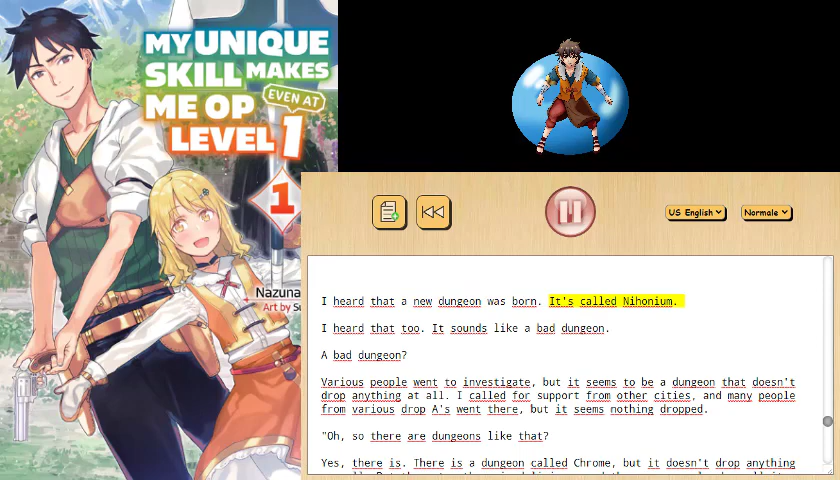 MY UNIQUE
SKILL MAKES
ME OP
EVEN AT
LEVEL 1
1
Nazuna
Art by
US English
Normale
I heard that a new dungeon was born. It's called Nihonium.
I heard that too. It sounds like a bad dungeon.
A bad dungeon?
Various people went to investigate, but it seems to be a dungeon that doesn't
drop anything at all. I called for support from other cities, and many people
from various drop A's went there, but it seems nothing dropped.
"Oh, so there are dungeons like that?
Yes, there is. There is a dungeon called Chrome, but it doesn't drop anything